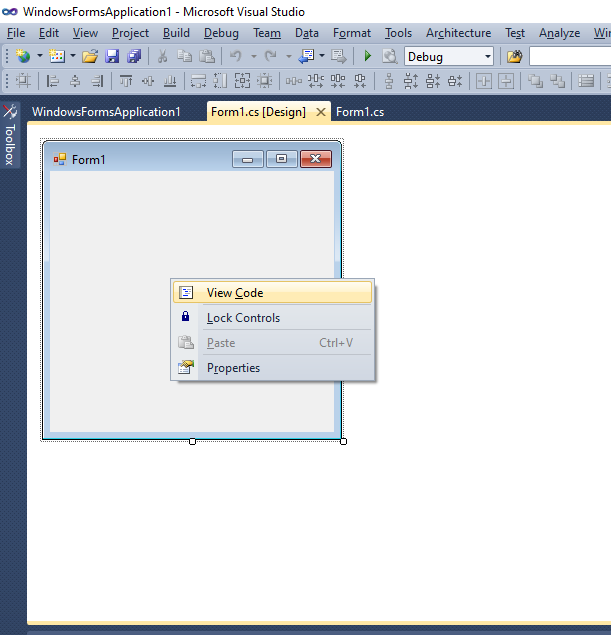 WindowsFormsApplication1 - Microsoft Visual Studio
File Edit View Project Build Debug Team Data Format Tools Architecture Test Analyze
Debug
WindowsFormsApplication1 Form1.cs [Design] Form1.cs
Toolbox
Form1
View Code
Lock Controls
Paste Ctrl+V
Properties